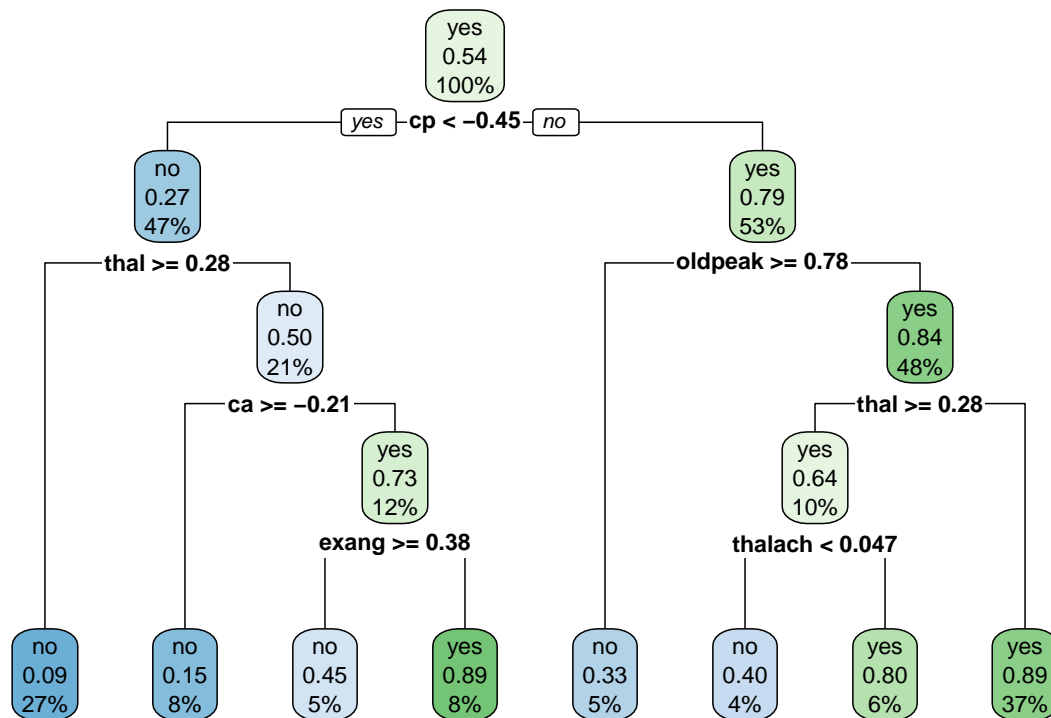 yes
0.54
100%
yes cp < −0.45 no
no
0.27
47%
yes
0.79
53%
thal >= 0.28
oldpeak >= 0.78
no
0.50
21%
yes
0.84
48%
ca >= −0.21
thal >= 0.28
yes
0.73
12%
yes
0.64
10%
exang >= 0.38
thalach < 0.047
no
0.09
27%
no
0.15
8%
no
0.45
5%
yes
0.89
8%
no
0.33
5%
no
0.40
4%
yes
0.80
6%
yes
0.89
37%